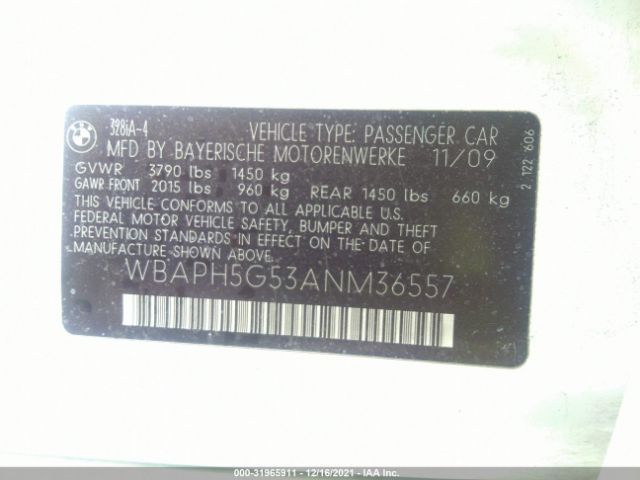 BMW
328iA-4 VEHICLE TYPE: PASSENGER CAR
MFD BY BAYERISCHE MOTORENWERKE 11/09
GVWR 3790 lbs 1450 kg
GAWR FRONT 2015 lbs 960 kg REAR 1450 lbs 660 kg
THIS VEHICLE CONFORMS TO ALL APPLICABLE U.S.
FEDERAL MOTOR VEHICLE SAFETY, BUMPER AND THEFT
PREVENTION STANDARDS IN EFFECT ON THE DATE OF
MANUFACTURE SHOWN ABOVE.
WBAPH5G53ANM36557
2 122 606
000-31965911 - 12/16/2021 - IAA Inc.